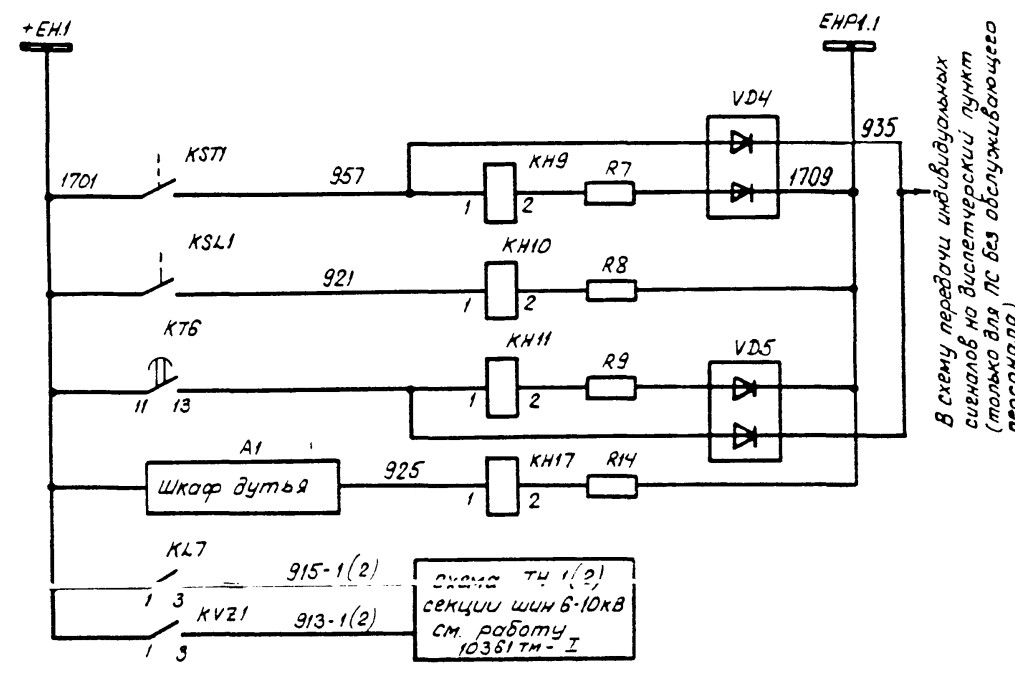 +EH.1
EHP1.1
VD4
935
KST1
1701
957
KH9
R7
1709
1
2
KSL1
921
KH10
R8
1
2
KT6
11
13
KH11
R9
VD5
1
2
A1
Шкаф дутья
925
KH17
R14
1
2
KL7
915-1(2)
1
3
KVZ1
913-1(2)
1
3
схема ТН 1(2)
секции шин 6-10кВ
см. работу
10361тм-I
В схему передачи индивидуальных
сигналов на диспетчерский пункт
(только для ПС без обслуживающего
персонала)